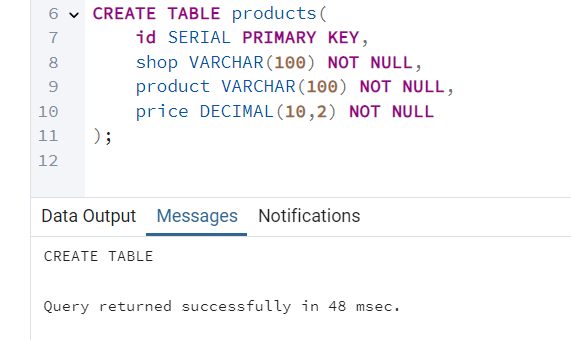 6 CREATE TABLE products(
7 id SERIAL PRIMARY KEY,
8 shop VARCHAR(100) NOT NULL,
9 product VARCHAR(100) NOT NULL,
10 price DECIMAL(10,2) NOT NULL
11 );
12
Data Output Messages Notifications
CREATE TABLE
Query returned successfully in 48 msec.